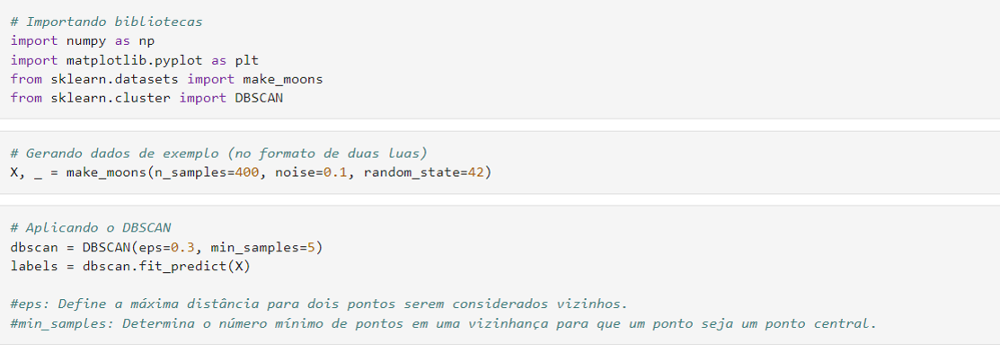 # Importando bibliotecas
import numpy as np
import matplotlib.pyplot as plt
from sklearn.datasets import make_moons
from sklearn.cluster import DBSCAN
# Gerando dados de exemplo (no formato de duas luas)
X, _ = make_moons(n_samples=400, noise=0.1, random_state=42)
# Aplicando o DBSCAN
dbscan = DBSCAN(eps=0.3, min_samples=5)
labels = dbscan.fit_predict(X)
#eps: Define a máxima distância para dois pontos serem considerados vizinhos.
#min_samples: Determina o número mínimo de pontos em uma vizinhança para que um ponto seja um ponto central.